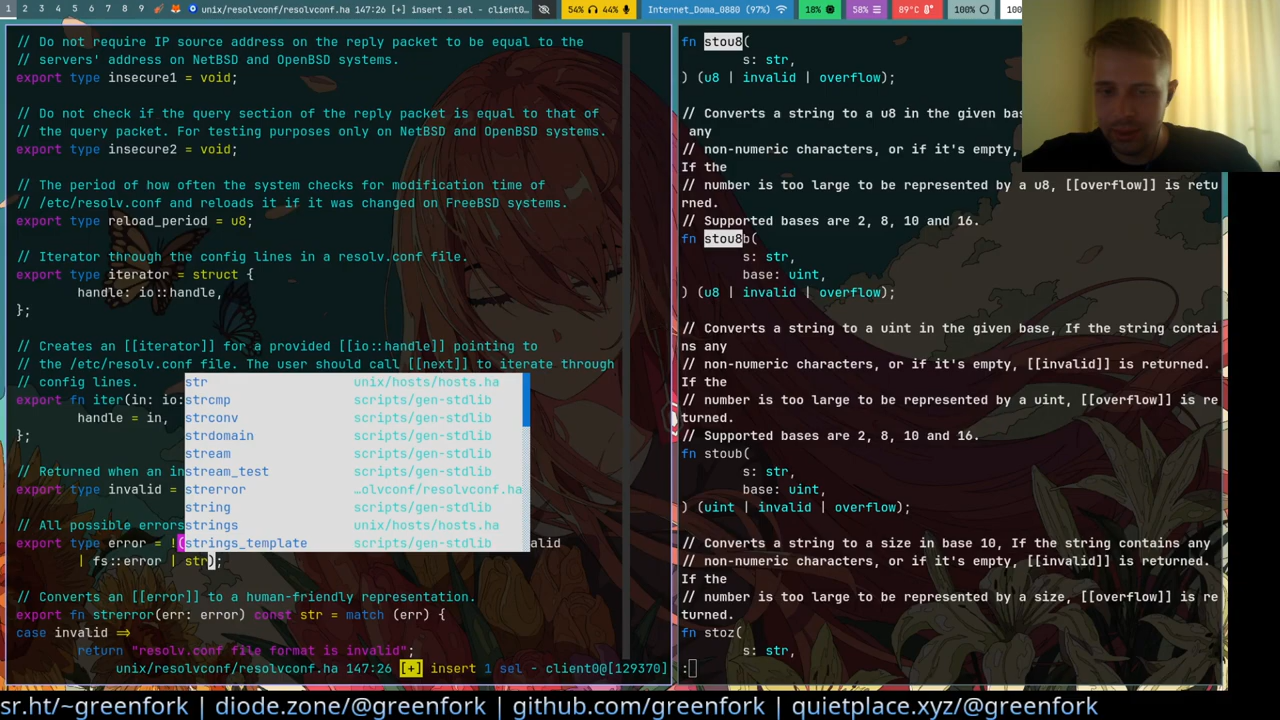 1 2 3 4 5 6 7 8 9 unix/resolvconf/resolvconf.ha 147:26 [+] insert 1 sel - client0… 54% 44% Internet_Doma_0880 (97%) 18% 58% 89°C 100% 100
// Do not require IP source address on the reply packet to be equal to the
// servers' address on NetBSD and OpenBSD systems.
export type insecure1 = void;
// Do not check if the query section of the reply packet is equal to that of
// the query packet. For testing purposes only on NetBSD and OpenBSD systems.
export type insecure2 = void;
// The period of how often the system checks for modification time of
// /etc/resolv.conf and reloads it if it was changed on FreeBSD systems.
export type reload_period = u8;
// Iterator through the config lines in a resolv.conf file.
export type iterator = struct {
handle: io::handle,
};
// Creates an [[iterator]] for a provided [[io::handle]] pointing to
// the /etc/resolv.conf file. The user should call [[next]] to iterate through
// config lines.
export fn iter(in: io:
handle = in,
};
// Returned when an in
export type invalid =
// All possible errors
export type error = !( alid
| fs::error | str);
// Converts an [[error]] to a human-friendly representation.
export fn strerror(err: error) const str = match (err) {
case invalid =>
return "resolv.conf file format is invalid";
unix/resolvconf/resolvconf.ha 147:26 [+] insert 1 sel - client0@[129370]
str unix/hosts/hosts.ha
strcmp scripts/gen-stdlib
strconv scripts/gen-stdlib
strdomain scripts/gen-stdlib
stream scripts/gen-stdlib
stream_test scripts/gen-stdlib
strerror …olvconf/resolvconf.ha
string scripts/gen-stdlib
strings unix/hosts/hosts.ha
strings_template scripts/gen-stdlib
fn stou8(
s: str,
) (u8 | invalid | overflow);
// Converts a string to a u8 in the given bas
any
// non-numeric characters, or if it's empty,
If the
// number is too large to be represented by a u8, [[overflow]] is retu
rned.
// Supported bases are 2, 8, 10 and 16.
fn stou8b(
s: str,
base: uint,
) (u8 | invalid | overflow);
// Converts a string to a uint in the given base, If the string contai
ns any
// non-numeric characters, or if it's empty, [[invalid]] is returned.
If the
// number is too large to be represented by a uint, [[overflow]] is re
turned.
// Supported bases are 2, 8, 10 and 16.
fn stoub(
s: str,
base: uint,
) (uint | invalid | overflow);
// Converts a string to a size in base 10, If the string contains any
// non-numeric characters, or if it's empty, [[invalid]] is returned.
If the
// number is too large to be represented by a size, [[overflow]] is re
turned.
fn stoz(
s: str,
:
sr.ht/~greenfork | diode.zone/@greenfork | github.com/greenfork | quietplace.xyz/@greenfork